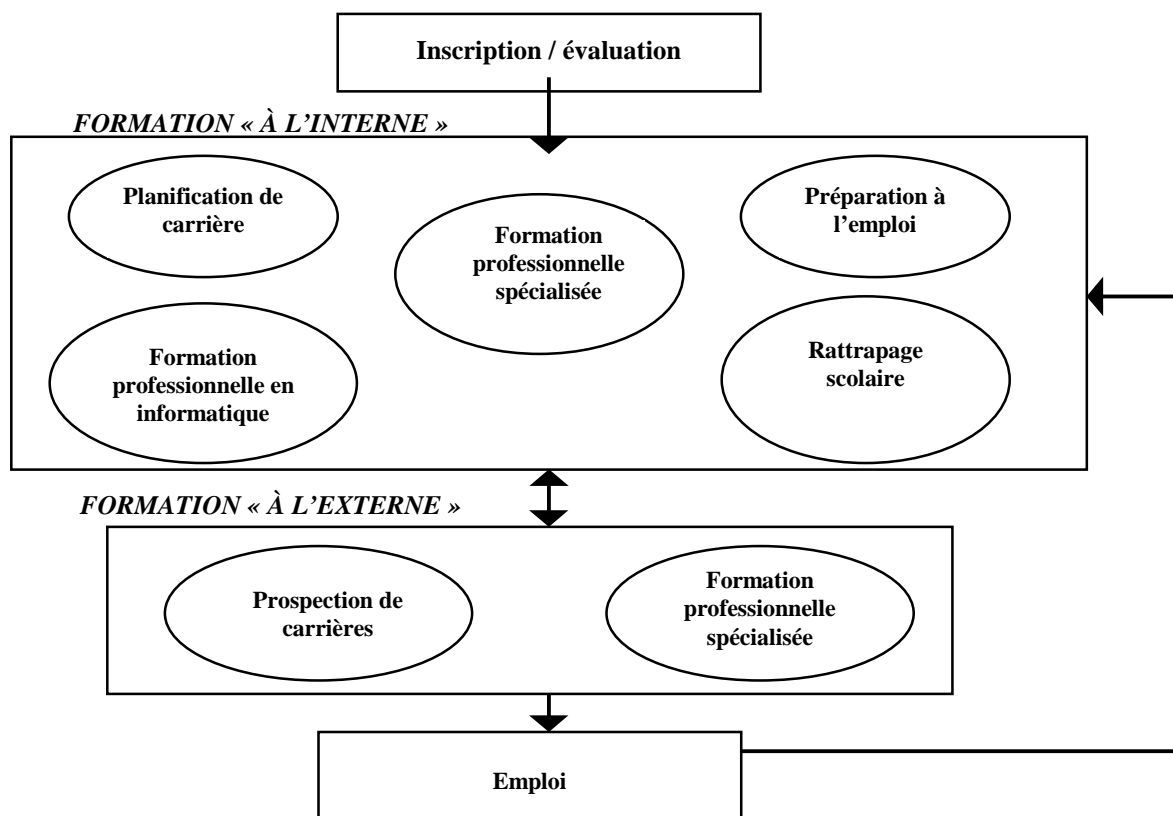 Inscription / évaluation
FORMATION « À L'INTERNE »
Planification de
carrière
Formation
professionnelle
spécialisée
Préparation à
l'emploi
Formation
professionnelle en
informatique
Rattrapage
scolaire
FORMATION « À L'EXTERNE »
Prospection de
carrières
Formation
professionnelle
spécialisée
Emploi